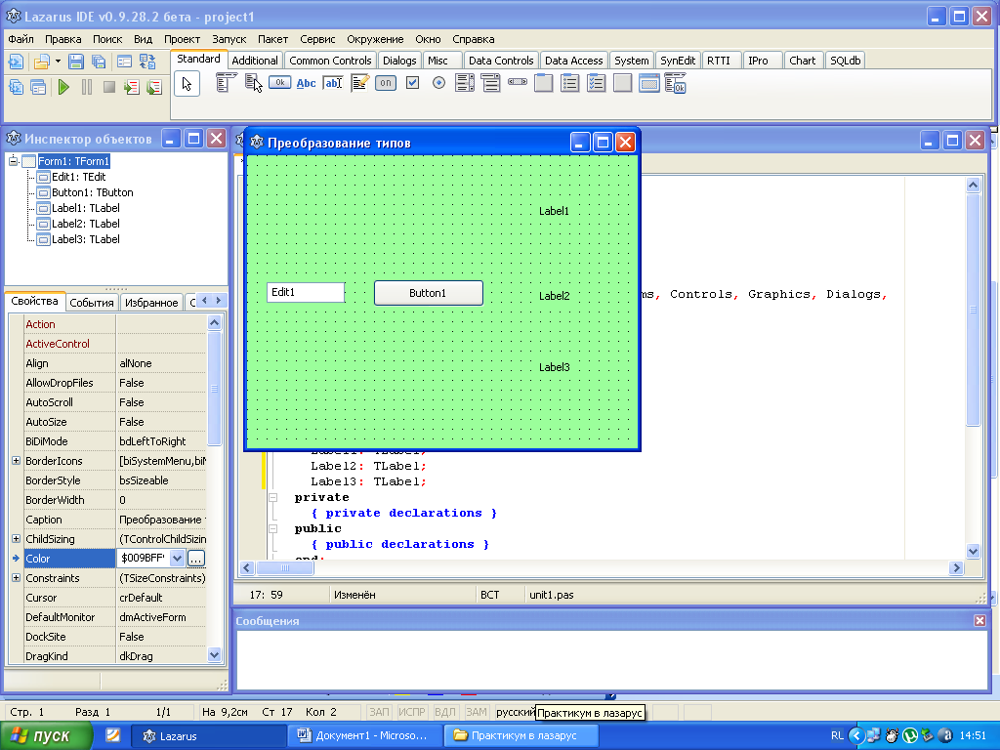 Lazarus IDE v0.9.28.2 бета - project1
Файл Правка Поиск Вид Проект Запуск Пакет Сервис Окружение Окно Справка
Standard Additional Common Controls Dialogs Misc Data Controls Data Access System SynEdit RTTI IPro Chart SQLdb
Ok Abc ab on Ok
Инспектор объектов
Form1: TForm1
Edit1: TEdit
Button1: TButton
Label1: TLabel
Label2: TLabel
Label3: TLabel
Свойства События Избранное
Action
ActiveControl
Align alNone
AllowDropFiles False
AutoScroll False
AutoSize False
BiDiMode bdLeftToRight
BorderIcons [biSystemMenu,biM
BorderStyle bsSizeable
BorderWidth 0
Caption Преобразование
ChildSizing (TControlChildSizin
Color $009BFF
Constraints (TSizeConstraints)
Cursor crDefault
DefaultMonitor dmActiveForm
DockSite False
DragKind dkDrag
Преобразование типов
Label1
Edit1 Button1 Label2
Label3
ms, Controls, Graphics, Dialogs,
Label1: TLabel;
Label2: TLabel;
Label3: TLabel;
private
{ private declarations }
public
{ public declarations }
end;
17: 59 Изменён ВСТ unit1.pas
Сообщения
Стр. 1 Разд 1 1/1 На 9,2см Ст 17 Кол 2 ЗАП ИСПР ВДЛ ЗАМ русский
Практикум в лазарус
пуск Lazarus Документ1 - Microso... Практикум в лазарус RL 14:51